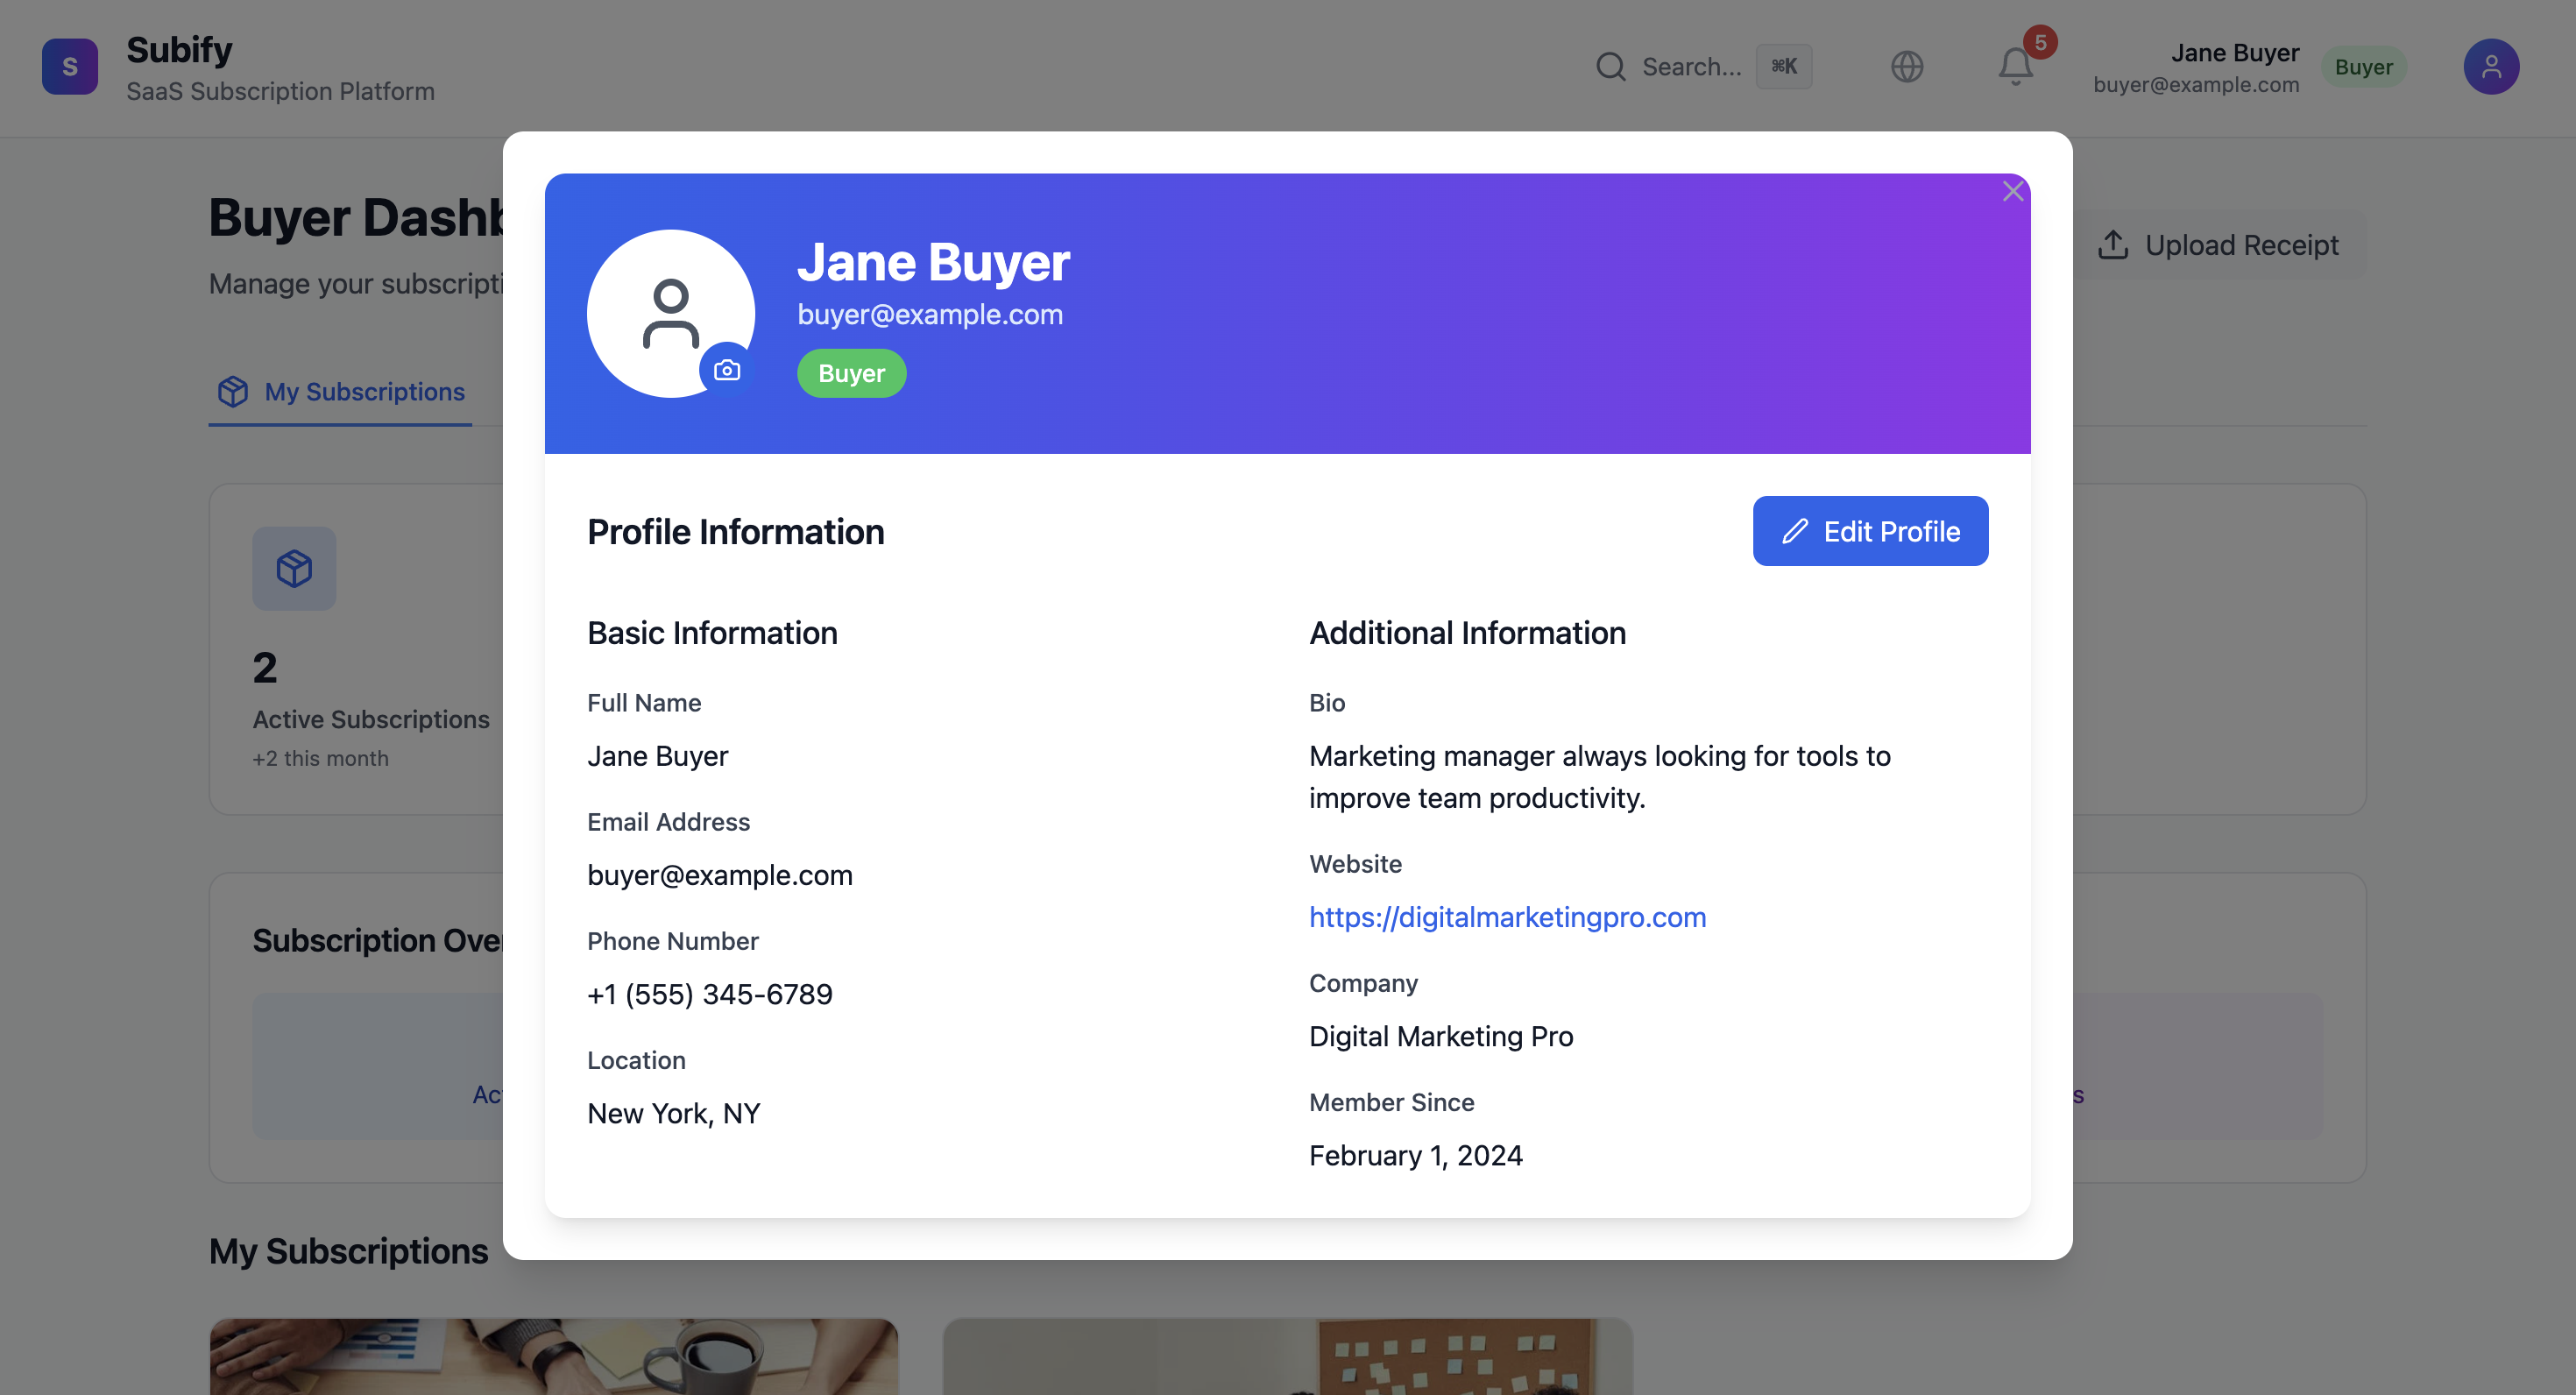 S
Subify
SaaS Subscription Platform
Search...
⌘K
5
Jane Buyer
buyer@example.com
Buyer
Buyer Dashb
Manage your subscripti
Upload Receipt
My Subscriptions
2
Active Subscriptions
+2 this month
Subscription Ove
Ac
s
My Subscriptions
Jane Buyer
buyer@example.com
Buyer
Profile Information
Edit Profile
Basic Information
Full Name
Jane Buyer
Email Address
buyer@example.com
Phone Number
+1 (555) 345-6789
Location
New York, NY
Additional Information
Bio
Marketing manager always looking for tools to
improve team productivity.
Website
https://digitalmarketingpro.com
Company
Digital Marketing Pro
Member Since
February 1, 2024